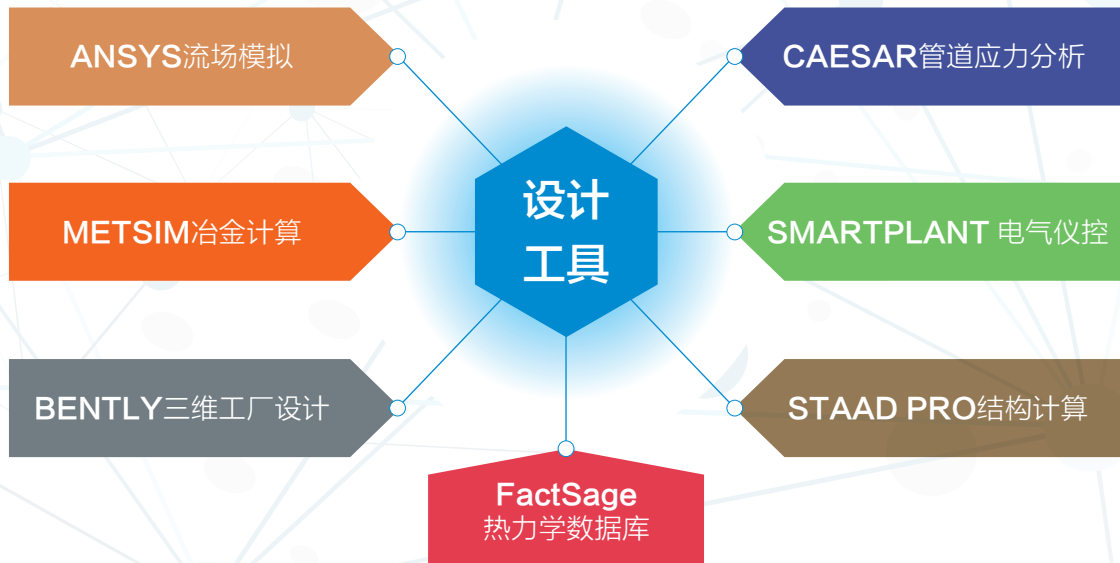 ANSYS流场模拟
CAESAR管道应力分析
设计
工具
METSIM冶金计算
SMARTPLANT 电气仪控
BENTLY三维工厂设计
STAAD PRO结构计算
FactSage
热力学数据库